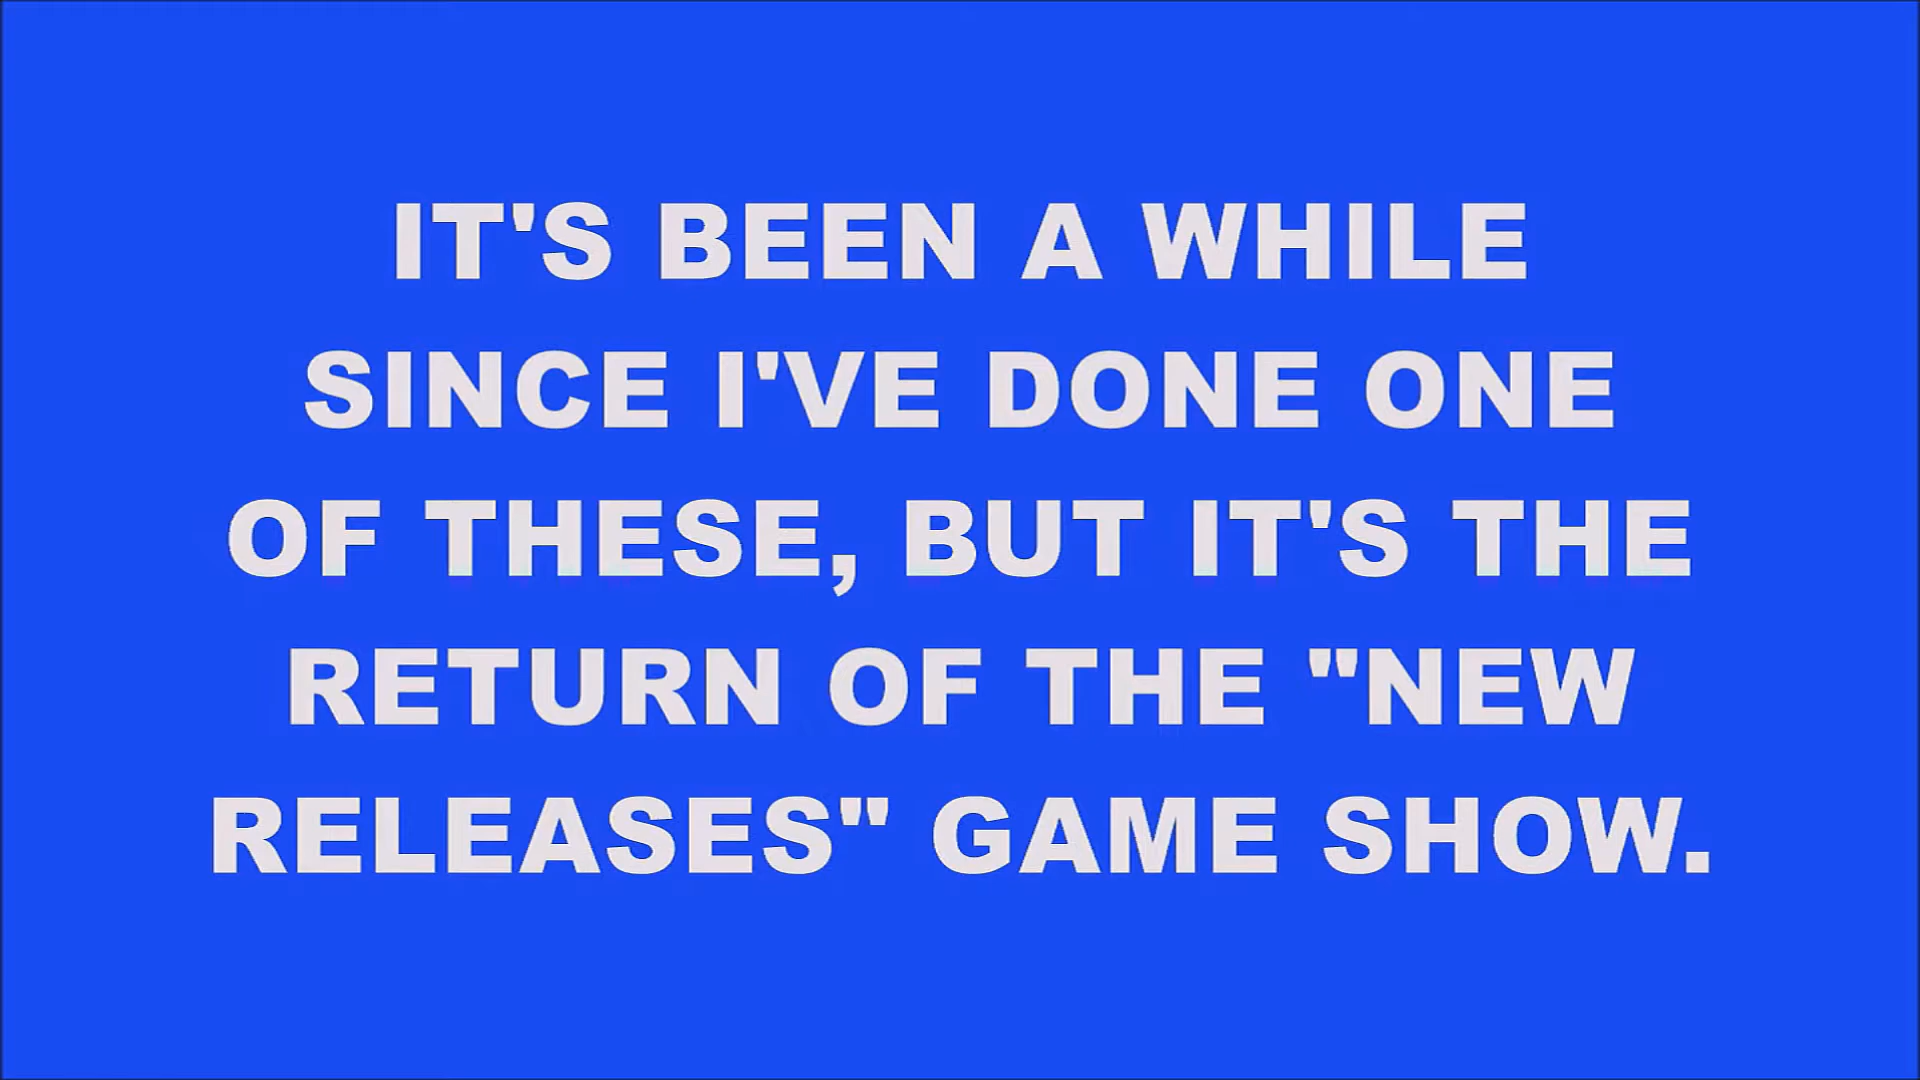 IT'S BEEN A WHILE
SINCE I'VE DONE ONE
OF THESE, BUT IT'S THE
RETURN OF THE "NEW
RELEASES" GAME SHOW.